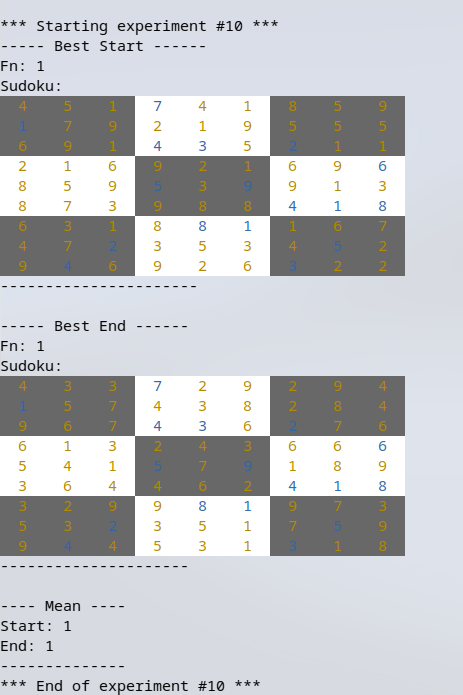 *** Starting experiment #10 ***
----- Best Start ------
Fn: 1
Sudoku:
4 5 1 7 4 1 8 5 9
1 7 9 2 1 9 5 5 5
6 9 1 4 3 5 2 1 1
2 1 6 9 2 1 6 9 6
8 5 9 5 3 9 9 1 3
8 7 3 9 8 8 4 1 8
6 3 1 8 8 1 1 6 7
4 7 2 3 5 3 4 5 2
9 4 6 9 2 6 3 2 2
----------------------
----- Best End ------
Fn: 1
Sudoku:
4 3 3 7 2 9 2 9 4
1 5 7 4 3 8 2 8 4
9 6 7 4 3 6 2 7 6
6 1 3 2 4 3 6 6 6
5 4 1 5 7 9 1 8 9
3 6 4 4 6 2 4 1 8
3 2 9 9 8 1 9 7 3
5 3 2 3 5 1 7 5 9
9 4 4 5 3 1 3 1 8
---------------------
---- Mean ----
Start: 1
End: 1
--------------
*** End of experiment #10 ***